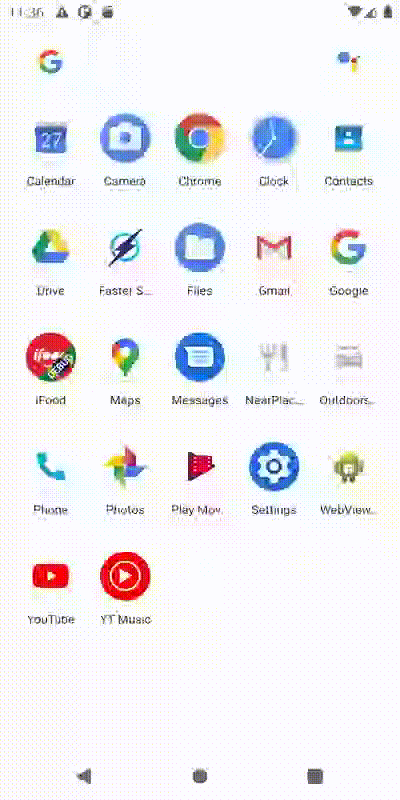 11:36
27
Calendar Camera Chrome Clock Contacts
Drive Faster S... Files Gmail Google
ifood DEBUG
iFood Maps Messages NearPlac... Outdoors...
Phone Photos Play Mov... Settings WebView...
YouTube YT Music